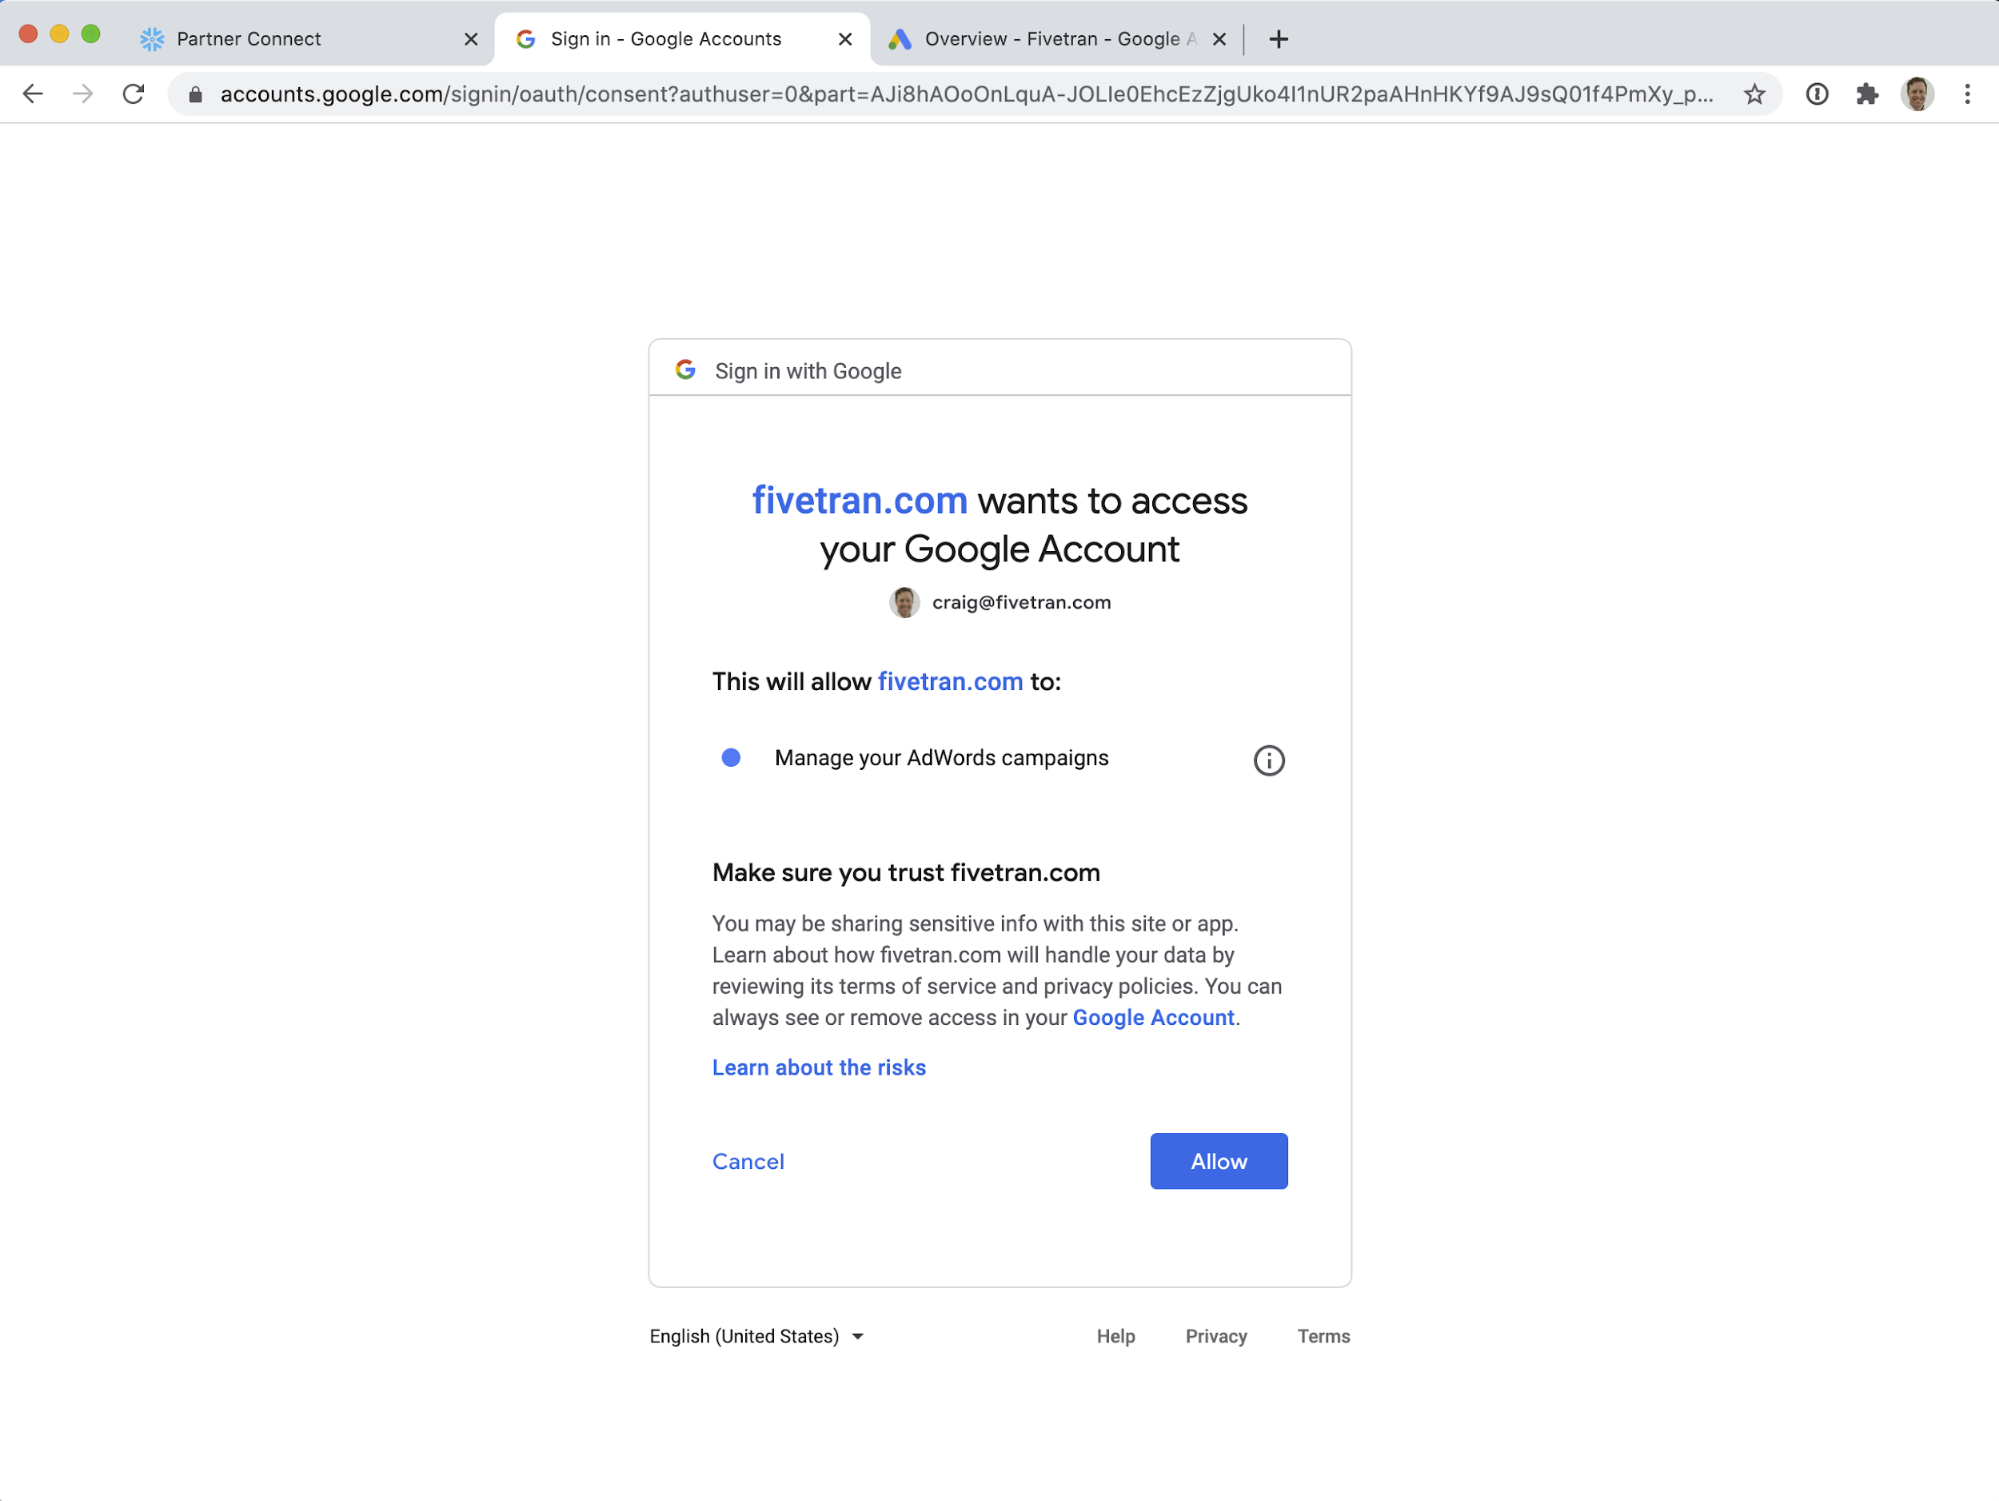 Partner Connect
Sign in - Google Accounts
Overview - Fivetran - Google A
accounts.google.com/signin/oauth/consent?authuser=0&part=AJi8hAOoOnLquA-JOLIe0EhcEzZjgUko4I1nUR2paAHnHKYf9AJ9sQ01f4PmXy_p...
Sign in with Google
fivetran.com wants to access
your Google Account
craig@fivetran.com
This will allow fivetran.com to:
Manage your AdWords campaigns
Make sure you trust fivetran.com
You may be sharing sensitive info with this site or app.
Learn about how fivetran.com will handle your data by
reviewing its terms of service and privacy policies. You can
always see or remove access in your Google Account.
Learn about the risks
Cancel
Allow
English (United States)
Help
Privacy
Terms